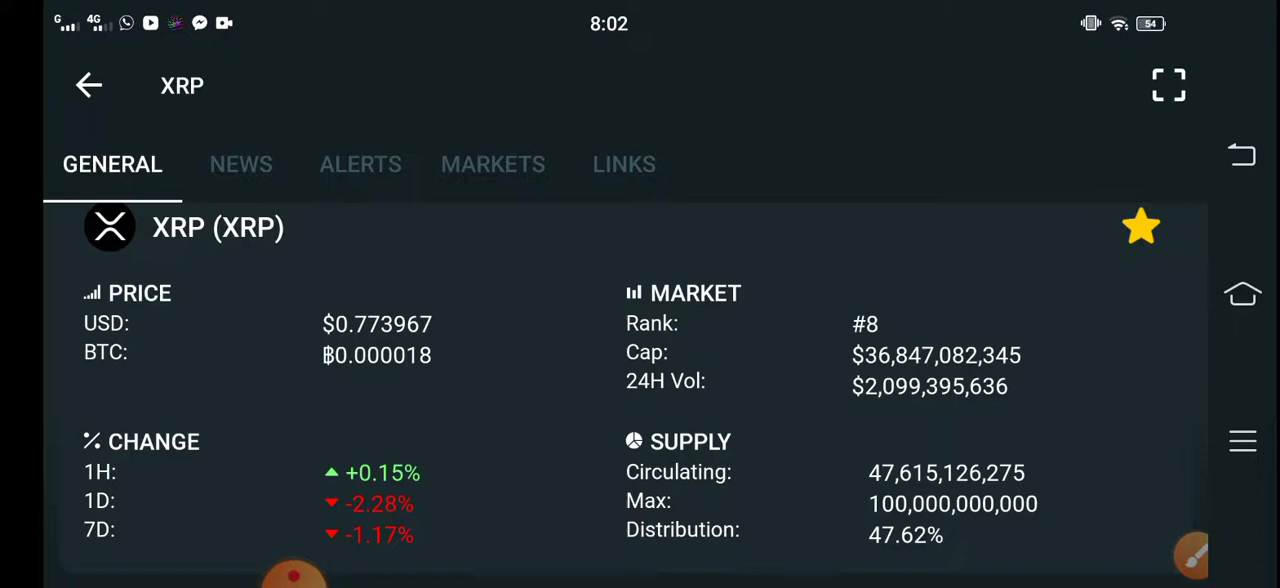 G 4G 8:02 54
XRP
GENERAL NEWS ALERTS MARKETS LINKS
XRP (XRP)
PRICE
USD: $0.773967
BTC: ฿0.000018
MARKET
Rank: #8
Cap: $36,847,082,345
24H Vol: $2,099,395,636
CHANGE
1H: +0.15%
1D: -2.28%
7D: -1.17%
SUPPLY
Circulating: 47,615,126,275
Max: 100,000,000,000
Distribution: 47.62%